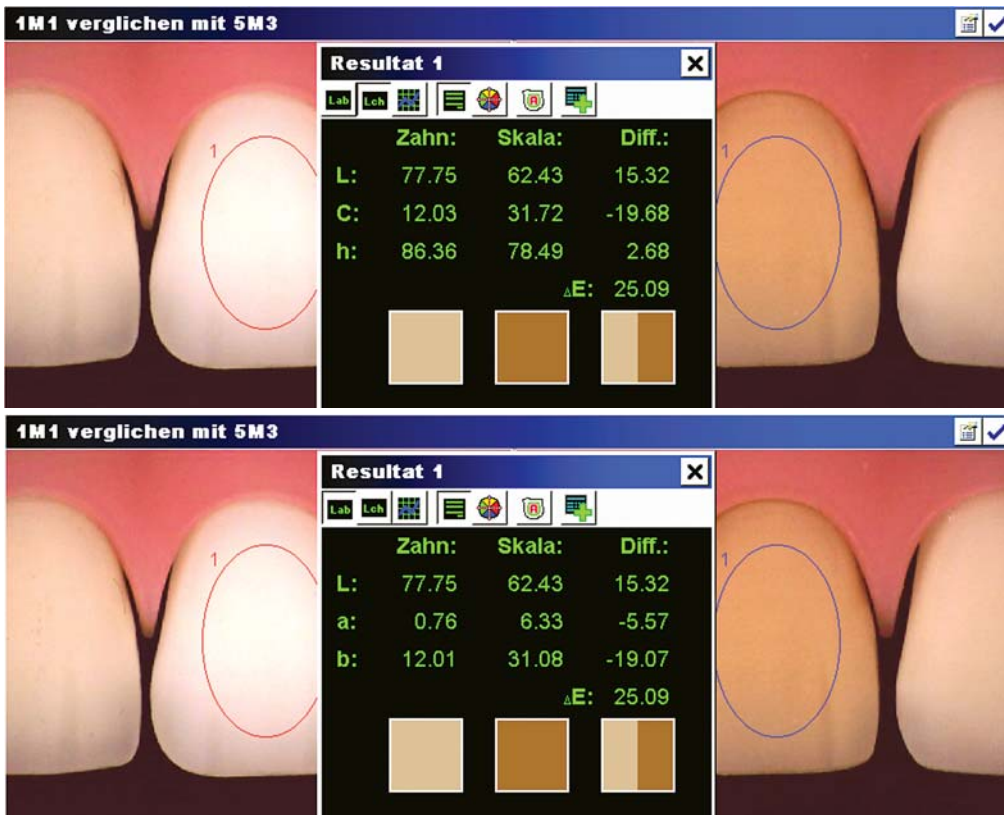 1M1 verglichen mit 5M3
Resultat 1
Lab Lch A
Zahn: Skala: Diff.:
L: 77.75 62.43 15.32
C: 12.03 31.72 -19.68
h: 86.36 78.49 2.68
ΔE: 25.09
1
1
1M1 verglichen mit 5M3
Resultat 1
Lab Lch A
Zahn: Skala: Diff.:
L: 77.75 62.43 15.32
a: 0.76 6.33 -5.57
b: 12.01 31.08 -19.07
ΔE: 25.09
1
1